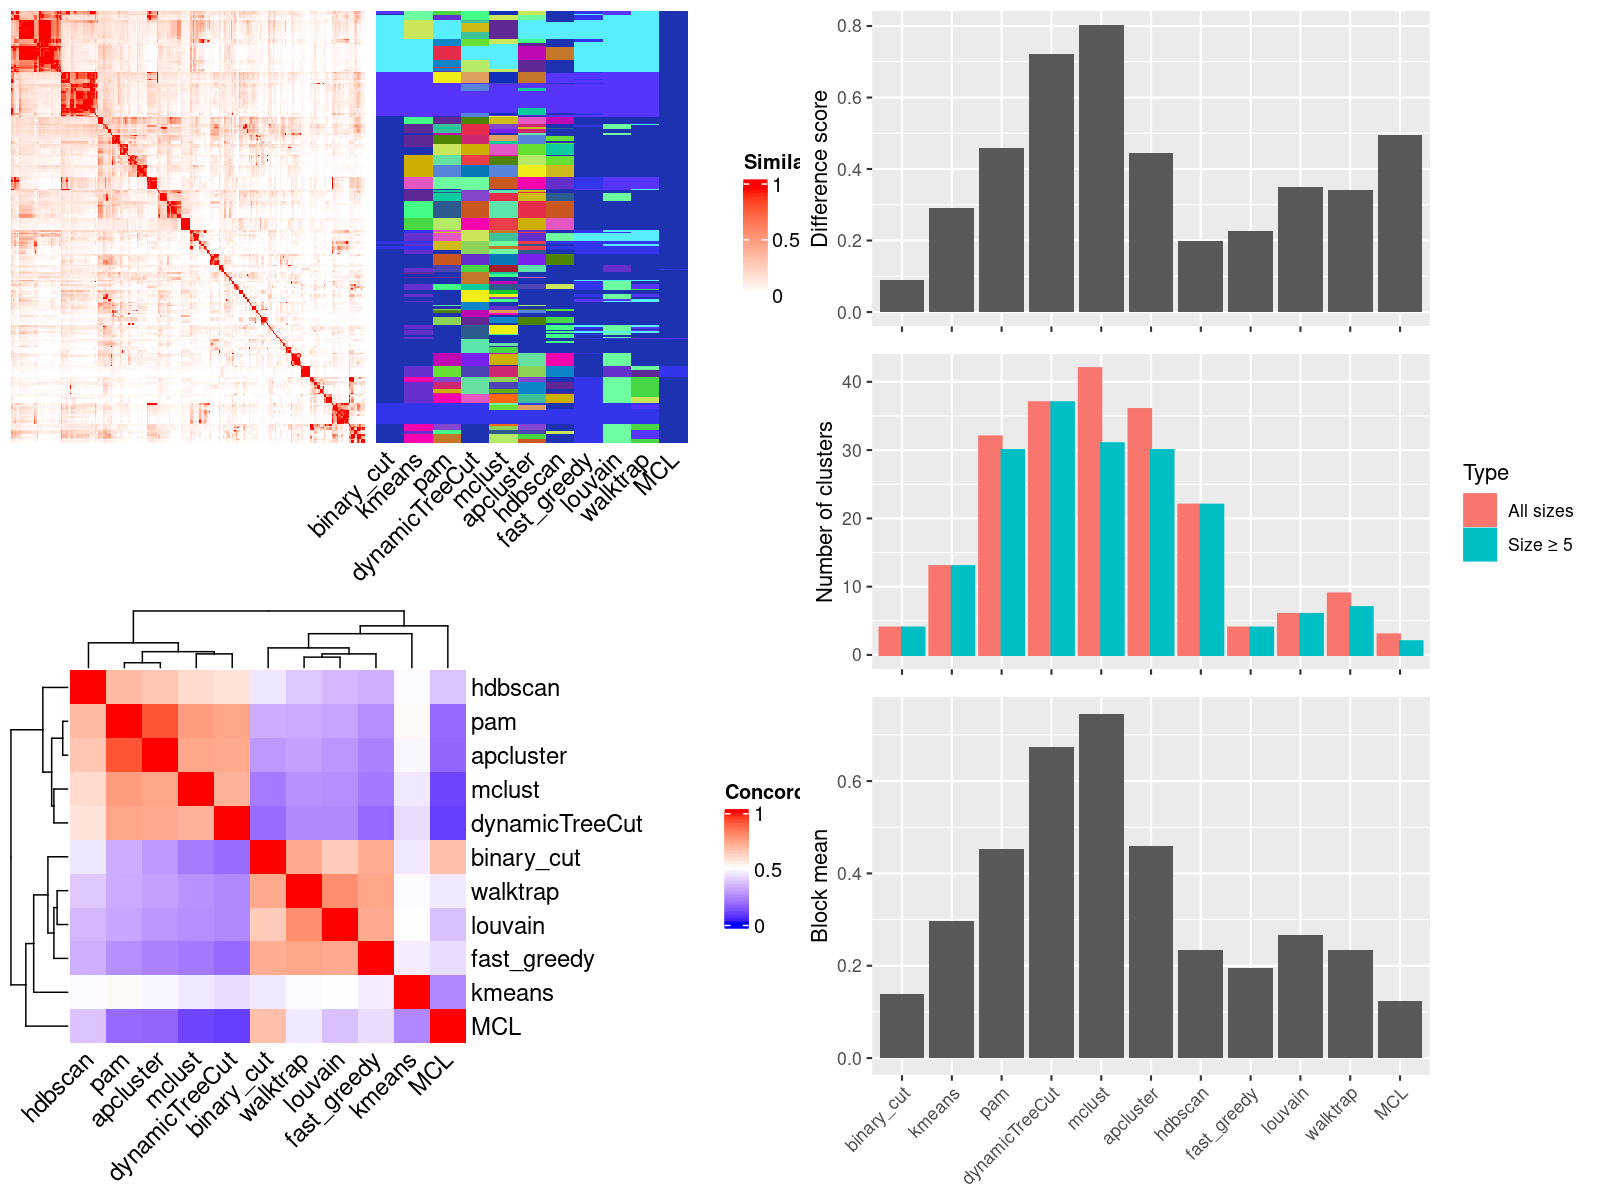 Simila
1
0.5
0
binary_cut
kmeans
pam
dynamicTreeCut
mclust
apcluster
hdbscan
fast_greedy
louvain
walktrap
MCL
hdbscan
pam
apcluster
mclust
dynamicTreeCut
binary_cut
walktrap
louvain
fast_greedy
kmeans
MCL
hdbscan
pam
apcluster
mclust
dynamicTreeCut
binary_cut
walktrap
louvain
fast_greedy
kmeans
MCL
Concord
1
0.5
0
Difference score
0.8
0.6
0.4
0.2
0.0
Number of clusters
40
30
20
10
0
Type
All sizes
Size ≥ 5
Block mean
0.6
0.4
0.2
0.0
binary_cut
kmeans
pam
dynamicTreeCut
mclust
apcluster
hdbscan
fast_greedy
louvain
walktrap
MCL